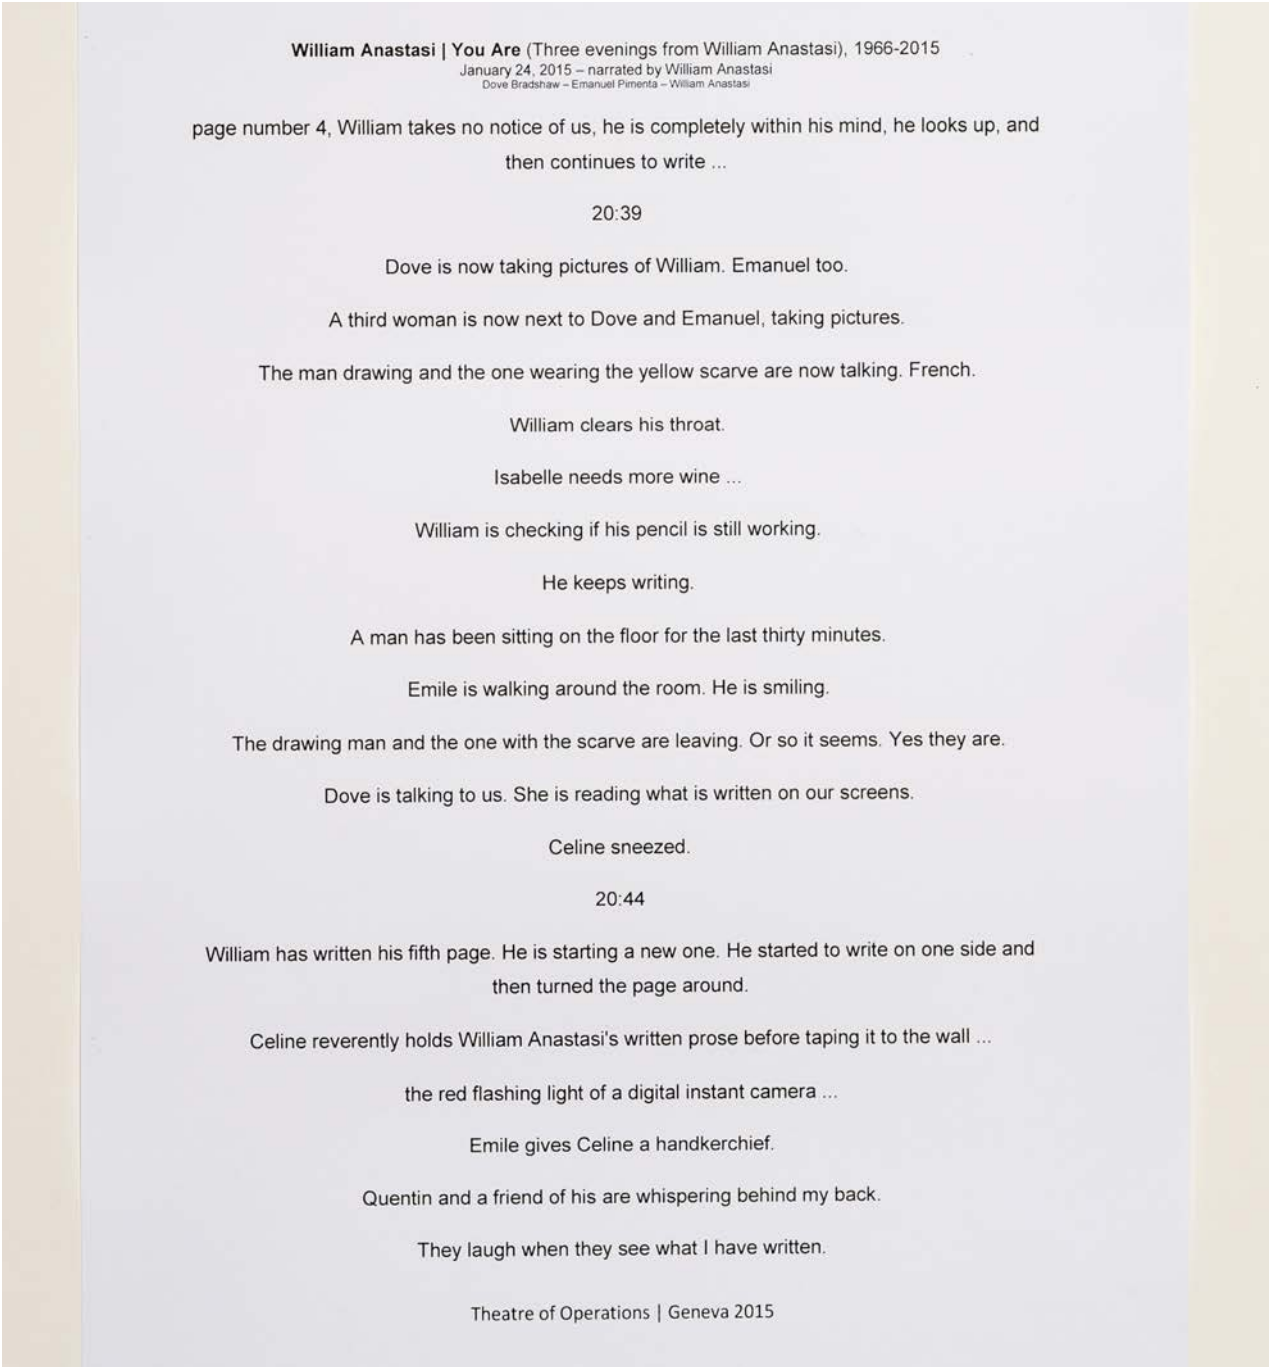 William Anastasi | You Are (Three evenings from William Anastasi), 1966-2015
January 24, 2015 – narrated by William Anastasi
Dove Bradshaw – Emanuel Pimenta – William Anastasi
page number 4, William takes no notice of us, he is completely within his mind, he looks up, and
then continues to write ...
20:39
Dove is now taking pictures of William. Emanuel too.
A third woman is now next to Dove and Emanuel, taking pictures.
The man drawing and the one wearing the yellow scarve are now talking. French.
William clears his throat.
Isabelle needs more wine ...
William is checking if his pencil is still working.
He keeps writing.
A man has been sitting on the floor for the last thirty minutes.
Emile is walking around the room. He is smiling.
The drawing man and the one with the scarve are leaving. Or so it seems. Yes they are.
Dove is talking to us. She is reading what is written on our screens.
Celine sneezed.
20:44
William has written his fifth page. He is starting a new one. He started to write on one side and
then turned the page around.
Celine reverently holds William Anastasi's written prose before taping it to the wall ...
the red flashing light of a digital instant camera ...
Emile gives Celine a handkerchief.
Quentin and a friend of his are whispering behind my back.
They laugh when they see what I have written.
Theatre of Operations | Geneva 2015